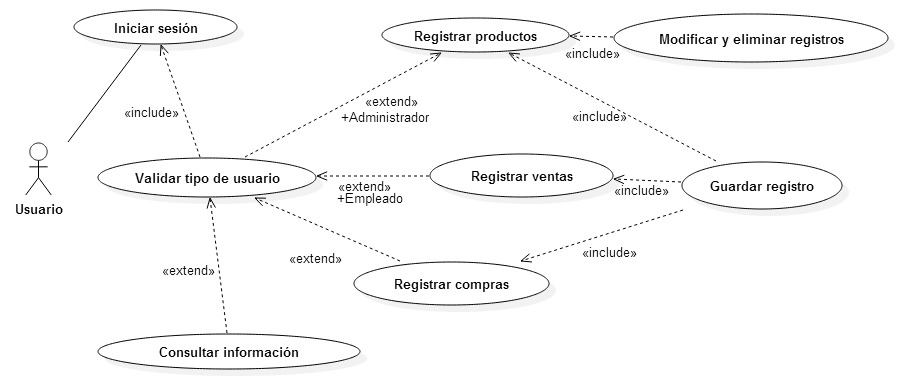 Iniciar sesión
Registrar productos
Modificar y eliminar registros
«include»
«include»
«extend»
+Administrador
«include»
Validar tipo de usuario
Registrar ventas
Guardar registro
«extend»
+Empleado
«include»
Usuario
«include»
«extend»
«extend»
Registrar compras
Consultar información